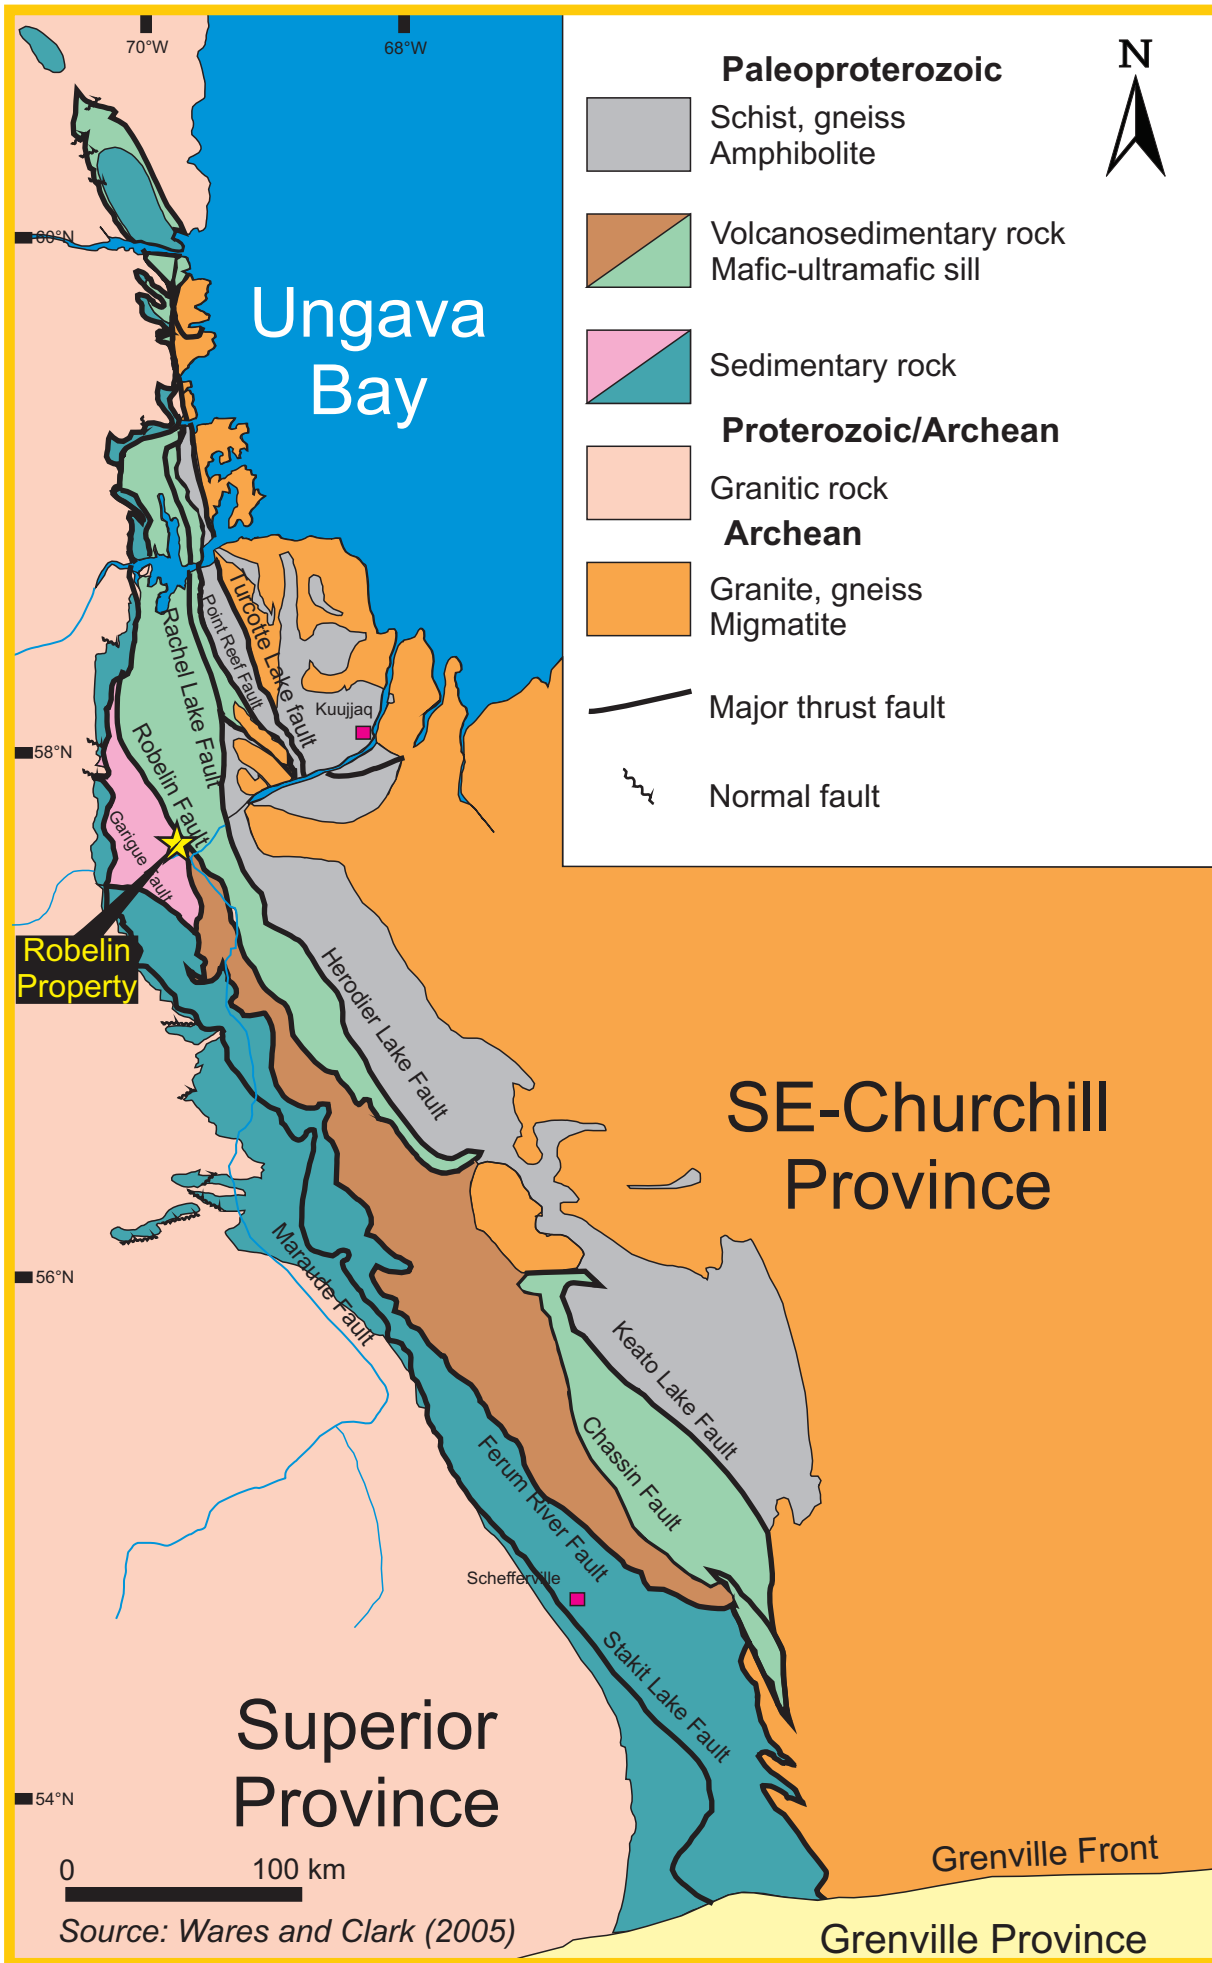 70°W
68°W
N
Paleoproterozoic
Schist, gneiss
Amphibolite
Volcanosedimentary rock
Mafic-ultramafic sill
Sedimentary rock
Proterozoic/Archean
Granitic rock
Archean
Granite, gneiss
Migmatite
Major thrust fault
Normal fault
60°N
Ungava
Bay
Turcotte Lake fault
Point Reef Fault
Rachel Lake Fault
Kuujjaq
Robelin Fault
58°N
Garigue Fault
Robelin
Property
Herodier Lake Fault
SE-Churchill
Province
Maraude Fault
56°N
Keato Lake Fault
Chassin Fault
Ferum River Fault
Schefferville
Stakit Lake Fault
Superior
Province
54°N
0 100 km
Source: Wares and Clark (2005)
Grenville Front
Grenville Province